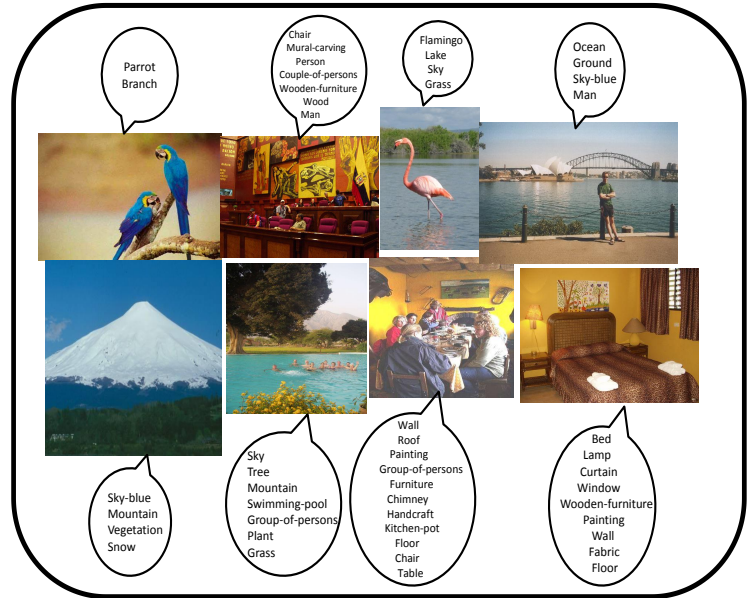 Parrot
Branch
Chair
Mural-carving
Person
Couple-of-persons
Wooden-furniture
Wood
Man
Flamingo
Lake
Sky
Grass
Ocean
Ground
Sky-blue
Man
Sky-blue
Mountain
Vegetation
Snow
Sky
Tree
Mountain
Swimming-pool
Group-of-persons
Plant
Grass
Wall
Roof
Painting
Group-of-persons
Furniture
Chimney
Handcraft
Kitchen-pot
Floor
Chair
Table
Bed
Lamp
Curtain
Window
Wooden-furniture
Painting
Wall
Fabric
Floor